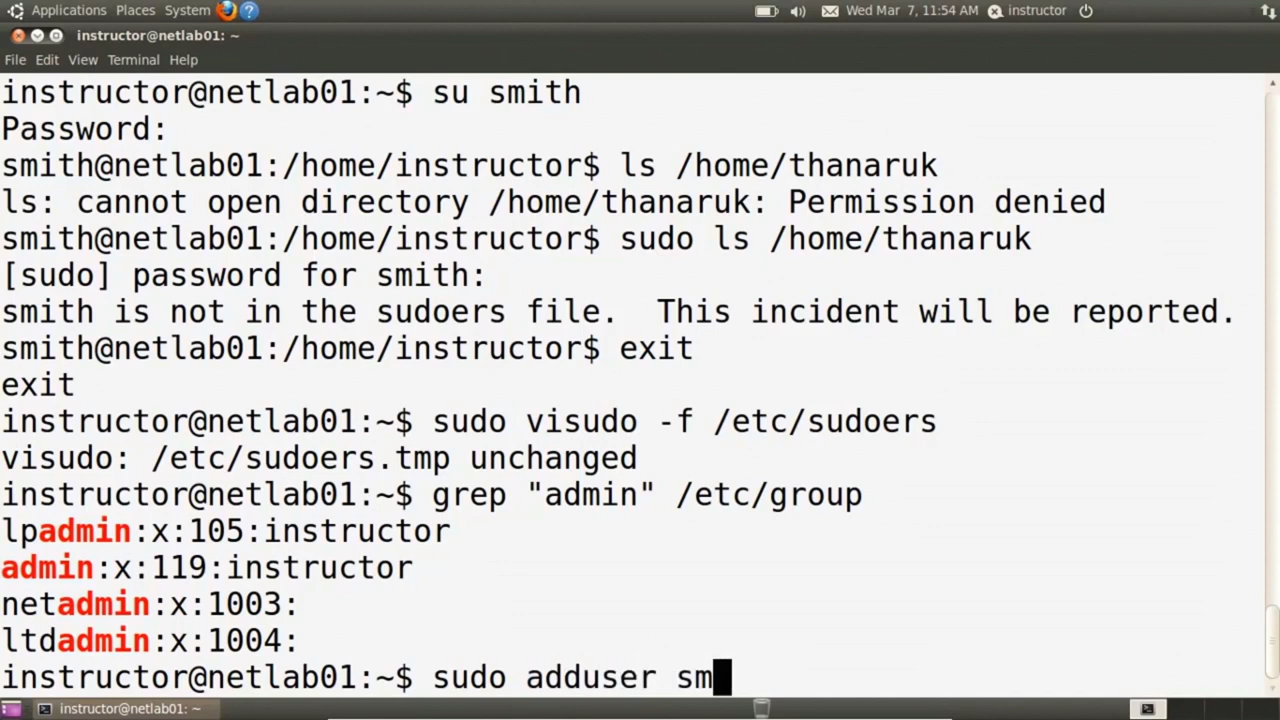 Applications Places System Wed Mar 7, 11:54 AM instructor
instructor@netlab01: ~
File Edit View Terminal Help
instructor@netlab01:~$ su smith
Password:
smith@netlab01:/home/instructor$ ls /home/thanaruk
ls: cannot open directory /home/thanaruk: Permission denied
smith@netlab01:/home/instructor$ sudo ls /home/thanaruk
[sudo] password for smith:
smith is not in the sudoers file.  This incident will be reported.
smith@netlab01:/home/instructor$ exit
exit
instructor@netlab01:~$ sudo visudo -f /etc/sudoers
visudo: /etc/sudoers.tmp unchanged
instructor@netlab01:~$ grep "admin" /etc/group
lpadmin:x:105:instructor
admin:x:119:instructor
netadmin:x:1003:
ltdadmin:x:1004:
instructor@netlab01:~$ sudo adduser sm
instructor@netlab01: ~